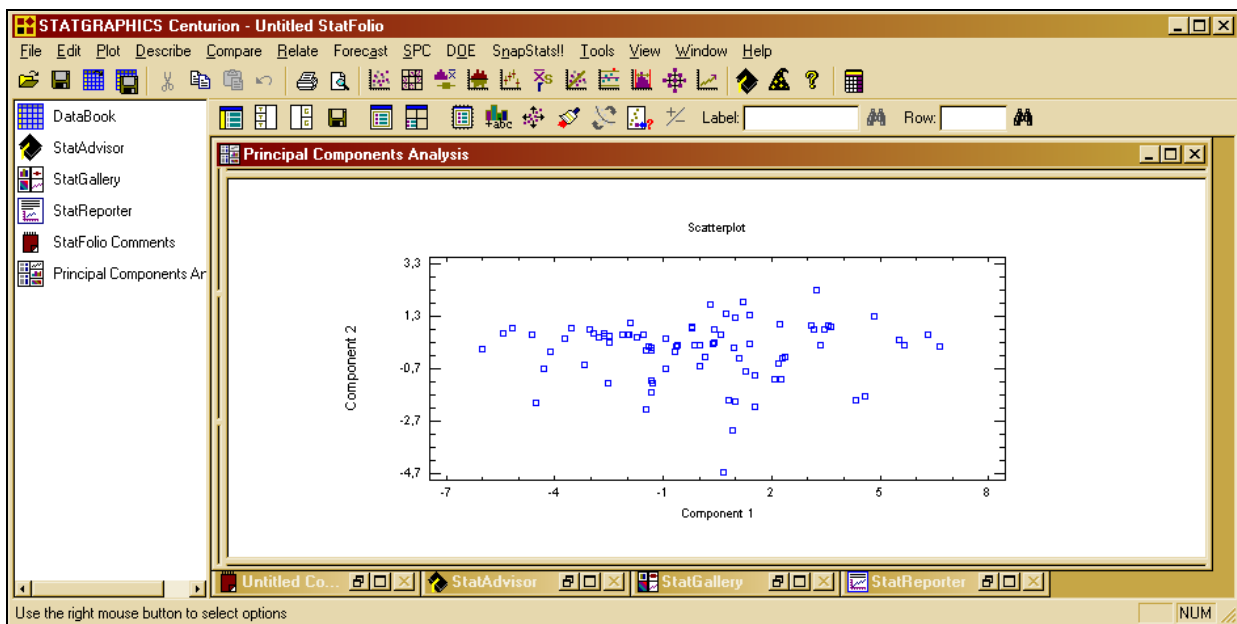 STATGRAPHICS Centurion - Untitled StatFolio
File Edit Plot Describe Compare Relate Forecast SPC DOE SnapStats!! Tools View Window Help
Label: Row:
DataBook
StatAdvisor
StatGallery
StatReporter
StatFolio Comments
Principal Components Ar
Principal Components Analysis
Scatterplot
3,3
1,3
-0,7
-2,7
-4,7
Component 2
-7 -4 -1 2 5 8
Component 1
Untitled Co... StatAdvisor StatGallery StatReporter
Use the right mouse button to select options NUM